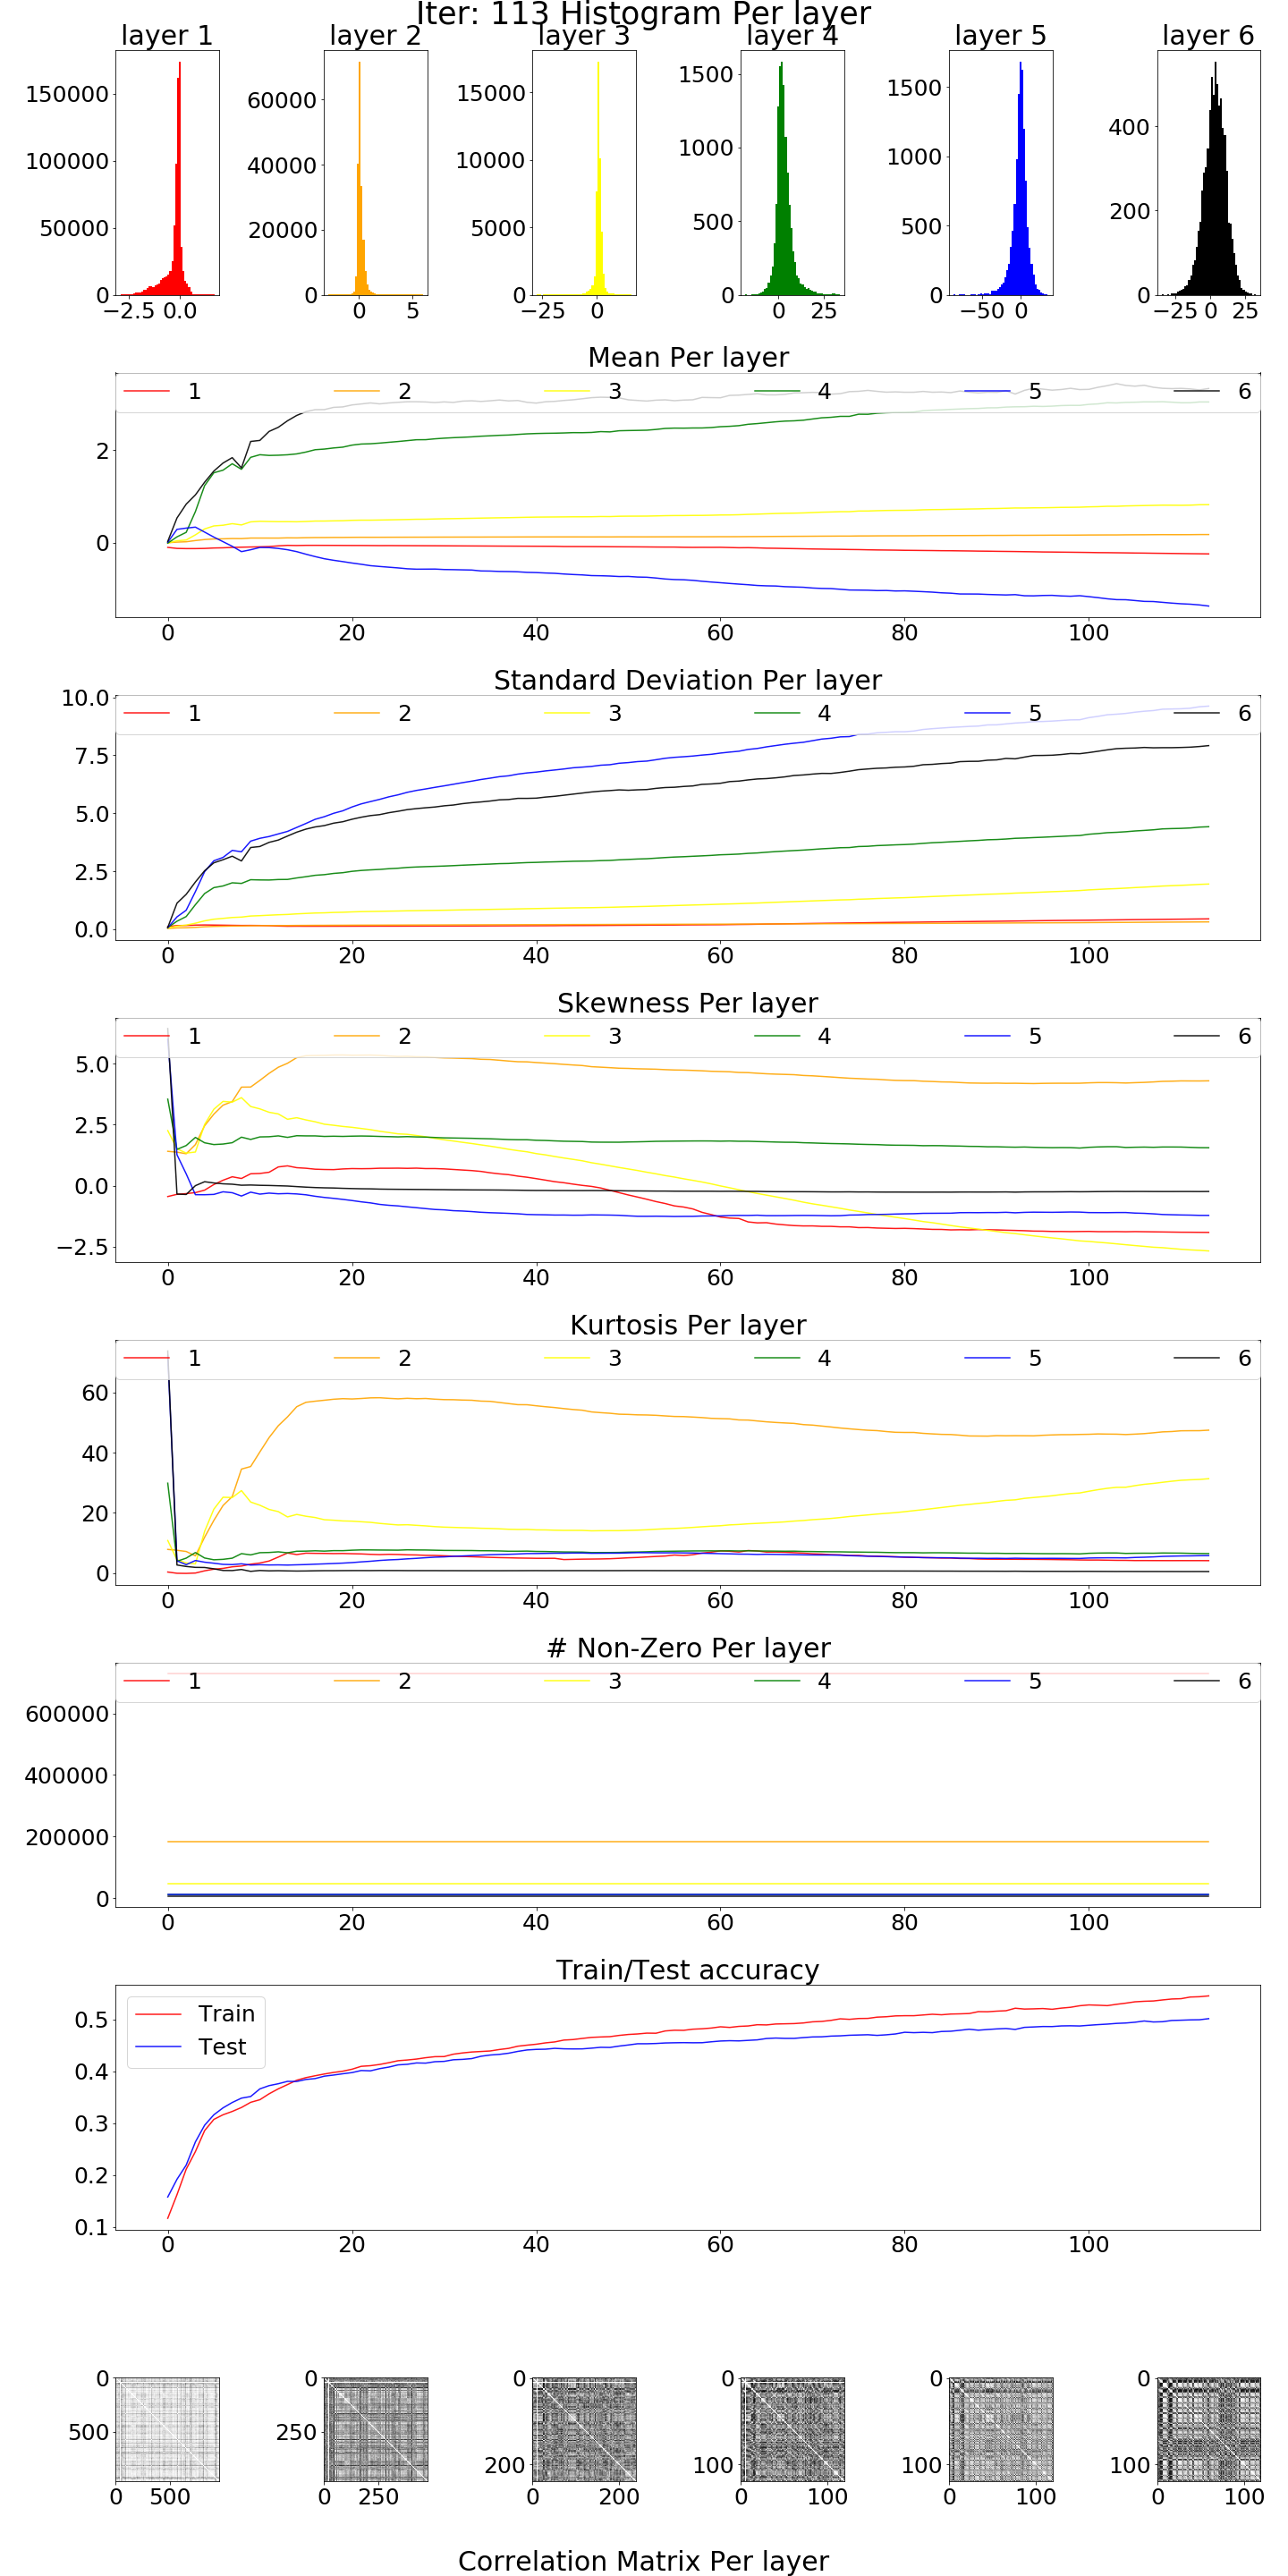 Iter: 113 Histogram Per layer
layer 1 layer 2 layer 3 layer 4 layer 5 layer 6
150000 100000 50000 0 −2.5 0.0
60000 40000 20000 0 0 5
15000 10000 5000 0 −25 0
1500 1000 500 0 0 25
1500 1000 500 0 −50 0
400 200 0 −25 0 25
Mean Per layer
1 2 3 4 5 6
2
0
0 20 40 60 80 100
Standard Deviation Per layer
10.0
1 2 3 4 5 6
7.5
5.0
2.5
0.0
0 20 40 60 80 100
Skewness Per layer
1 2 3 4 5 6
5.0
2.5
0.0
−2.5
0 20 40 60 80 100
Kurtosis Per layer
1 2 3 4 5 6
60
40
20
0
0 20 40 60 80 100
# Non-Zero Per layer
1 2 3 4 5 6
600000
400000
200000
0
0 20 40 60 80 100
Train/Test accuracy
Train
Test
0.5
0.4
0.3
0.2
0.1
0 20 40 60 80 100
0 500 0 500
0 250 0 250
0 200 0 200
0 100 0 100
0 100 0 100
0 100 0 100
Correlation Matrix Per layer